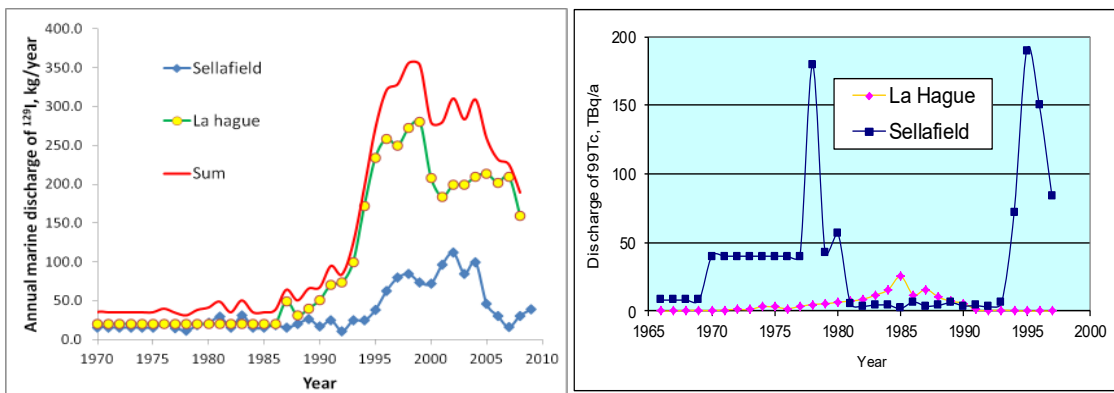 Annual marine discharge of ¹²⁹I, kg/year
400.0
350.0
300.0
250.0
200.0
150.0
100.0
50.0
0.0
Sellafield
La hague
Sum
1970 1975 1980 1985 1990 1995 2000 2005 2010
Year
Discharge of 99Tc, TBq/a
200
150
100
50
0
La Hague
Sellafield
1965 1970 1975 1980 1985 1990 1995 2000
Year